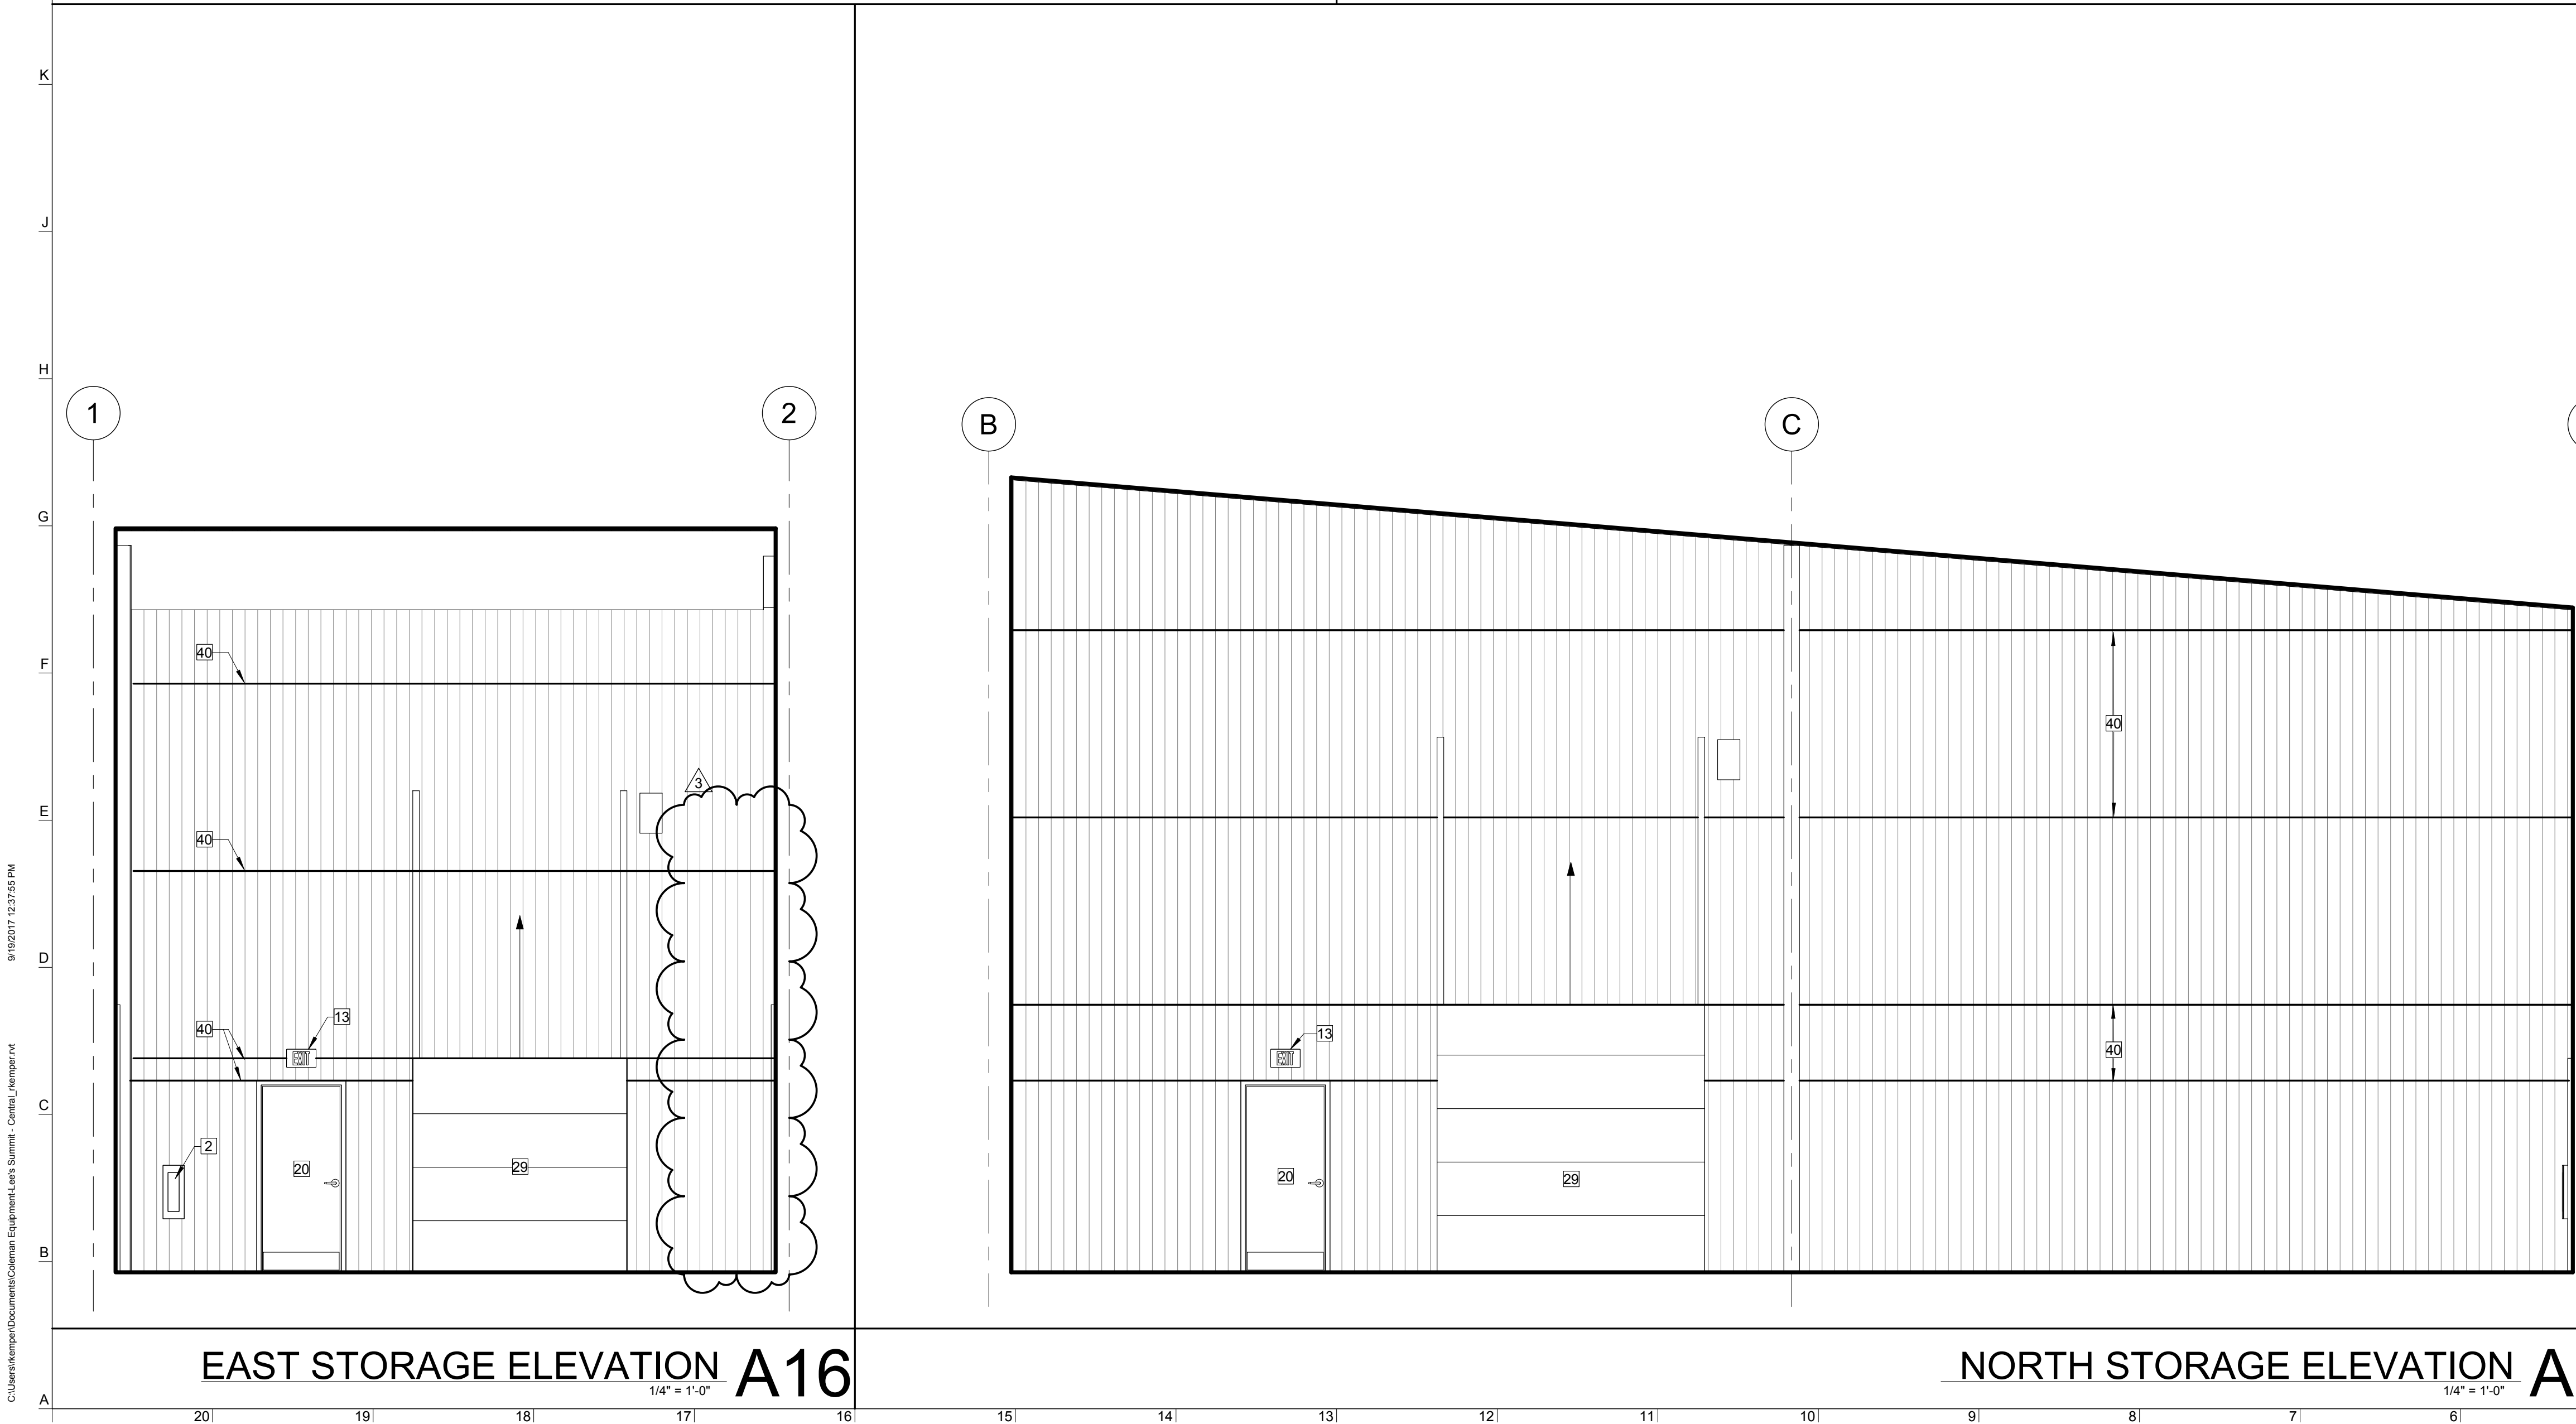 K
J
H
G
F
E
D
C
B
A
C:\Users\rkemper\Documents\Coleman Equipment-Lee's Summit - Central_rkemper.rvt
9/19/2017 12:37:55 PM
1
2
40
40
3
40
13
EXIT
2
20
29
EAST STORAGE ELEVATION A16
1/4" = 1'-0"
B
C
40
13
EXIT
40
20
29
NORTH STORAGE ELEVATION A
1/4" = 1'-0"
20 19 18 17 16 15 14 13 12 11 10 9 8 7 6